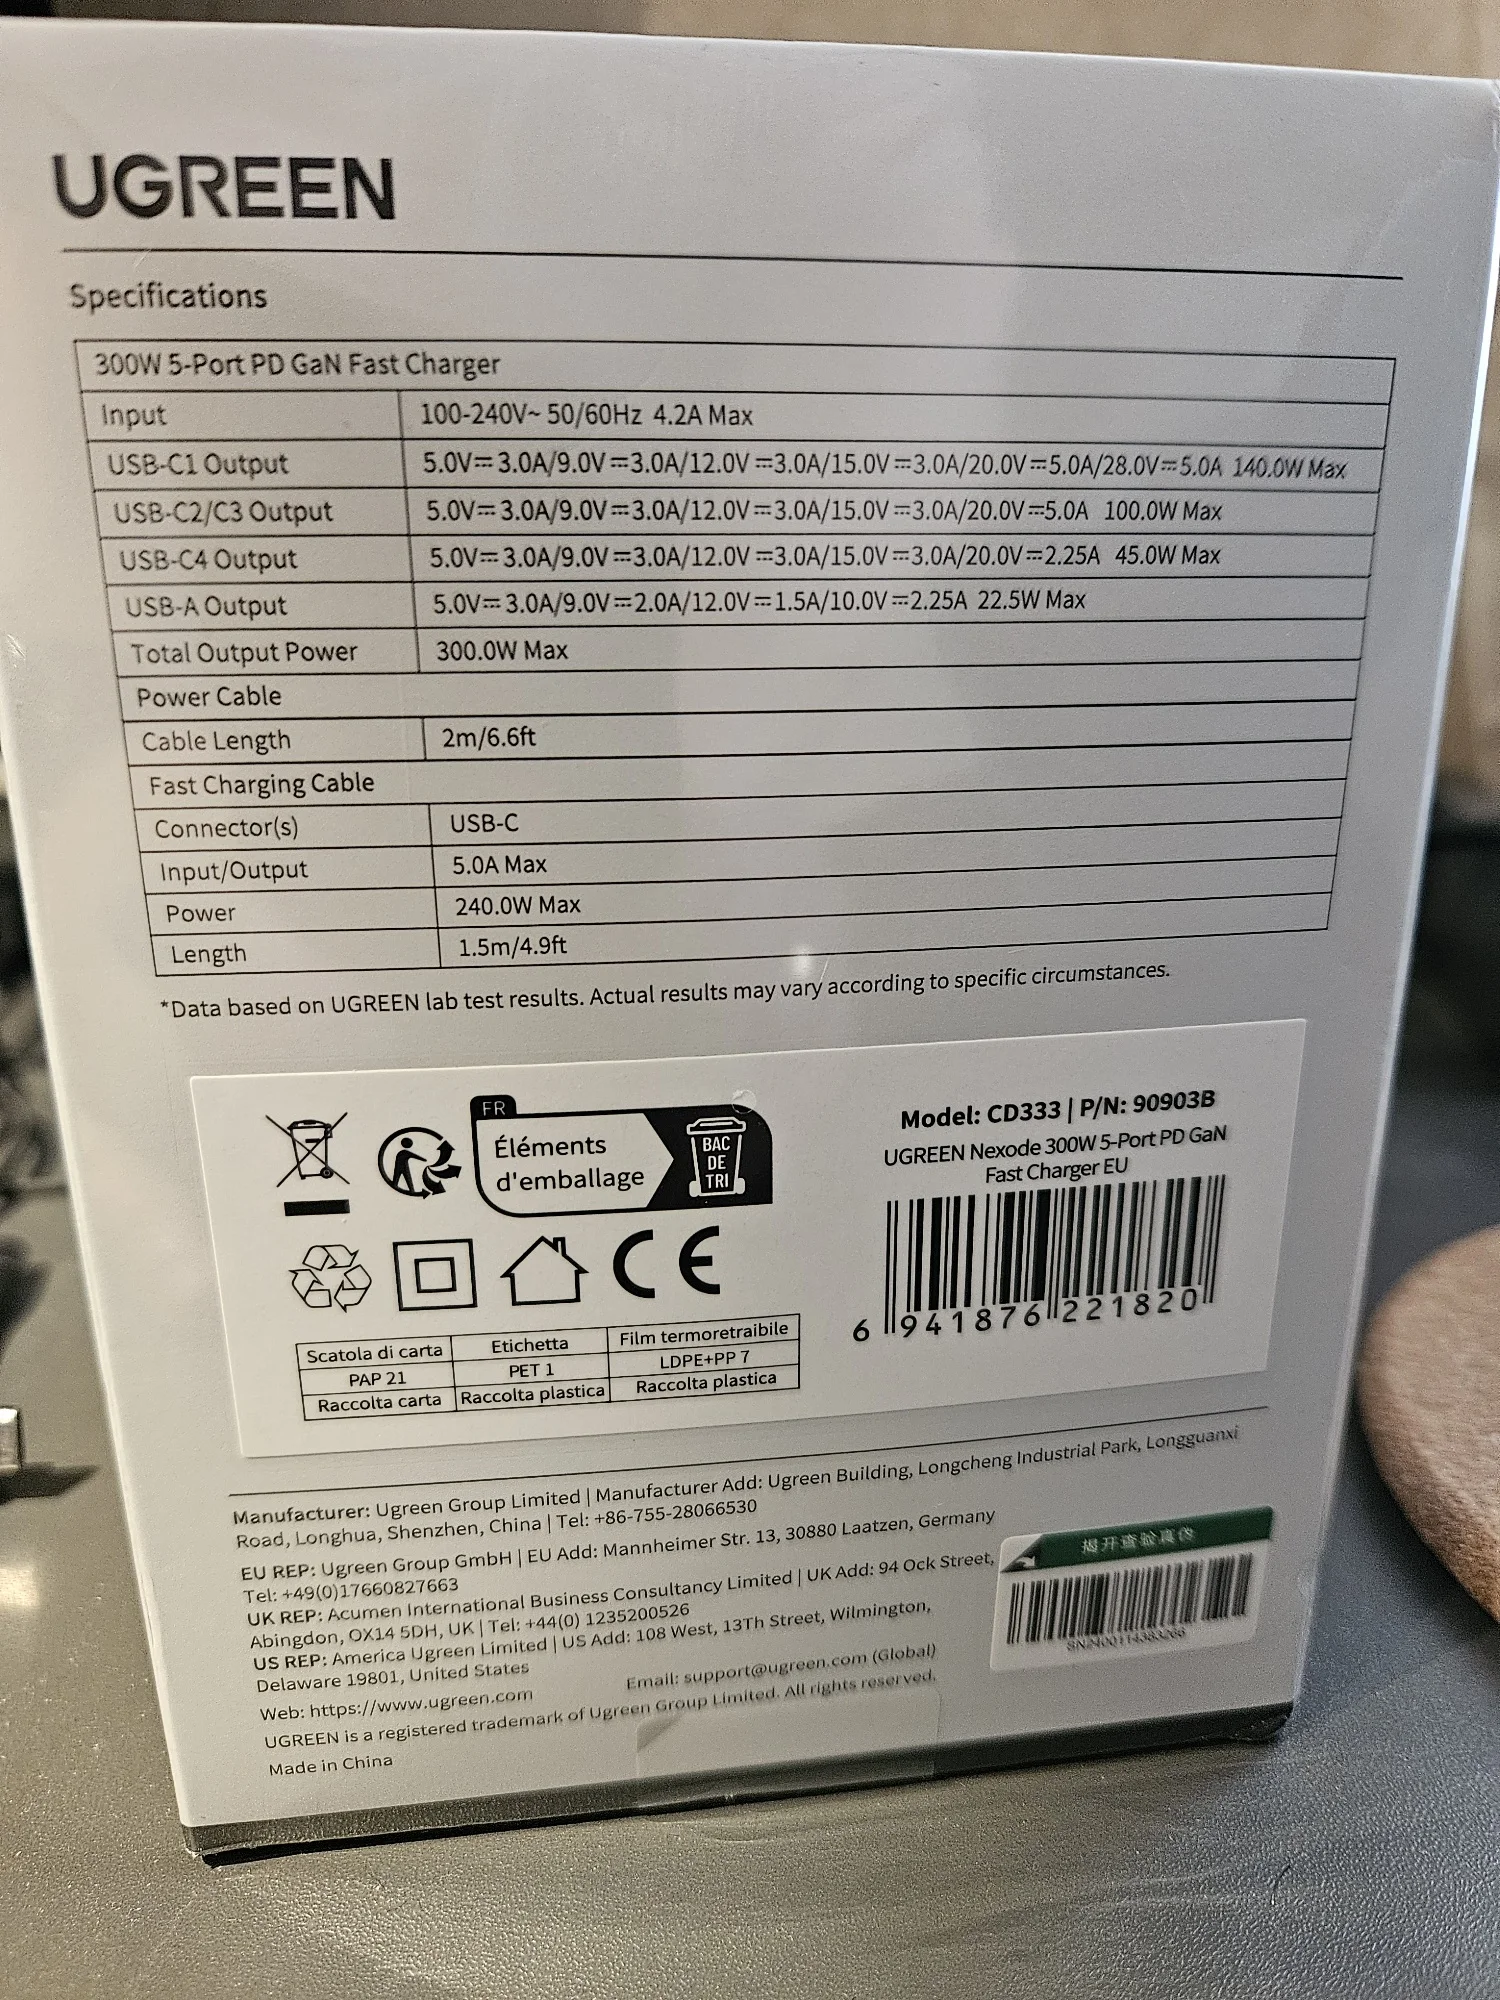 UGREEN
Specifications
300W 5-Port PD GaN Fast Charger
Input 100-240V~ 50/60Hz 4.2A Max
USB-C1 Output 5.0V⎓3.0A/9.0V⎓3.0A/12.0V⎓3.0A/15.0V⎓3.0A/20.0V⎓5.0A/28.0V⎓5.0A 140.0W Max
USB-C2/C3 Output 5.0V⎓3.0A/9.0V⎓3.0A/12.0V⎓3.0A/15.0V⎓3.0A/20.0V⎓5.0A 100.0W Max
USB-C4 Output 5.0V⎓3.0A/9.0V⎓3.0A/12.0V⎓3.0A/15.0V⎓3.0A/20.0V⎓2.25A 45.0W Max
USB-A Output 5.0V⎓3.0A/9.0V⎓2.0A/12.0V⎓1.5A/10.0V⎓2.25A 22.5W Max
Total Output Power 300.0W Max
Power Cable
Cable Length 2m/6.6ft
Fast Charging Cable
Connector(s) USB-C
Input/Output 5.0A Max
Power 240.0W Max
Length 1.5m/4.9ft
*Data based on UGREEN lab test results. Actual results may vary according to specific circumstances.
FR
Éléments
d'emballage
BAC
DE
TRI
CE
Scatola di carta Etichetta Film termoretraibile
PAP 21 PET 1 LDPE+PP 7
Raccolta carta Raccolta plastica Raccolta plastica
Model: CD333 | P/N: 90903B
UGREEN Nexode 300W 5-Port PD GaN
Fast Charger EU
6 941876 221820
Manufacturer: Ugreen Group Limited | Manufacturer Add: Ugreen Building, Longcheng Industrial Park, Longguanxi
Road, Longhua, Shenzhen, China | Tel: +86-755-28066530
EU REP: Ugreen Group GmbH | EU Add: Mannheimer Str. 13, 30880 Laatzen, Germany
Tel: +49(0)17660827663
UK REP: Acumen International Business Consultancy Limited | UK Add: 94 Ock Street,
Abingdon, OX14 5DH, UK | Tel: +44(0) 1235200526
US REP: America Ugreen Limited | US Add: 108 West, 13Th Street, Wilmington,
Delaware 19801, United States
Web: https://www.ugreen.com Email: support@ugreen.com (Global)
UGREEN is a registered trademark of Ugreen Group Limited. All rights reserved.
Made in China
揭开查验真伪